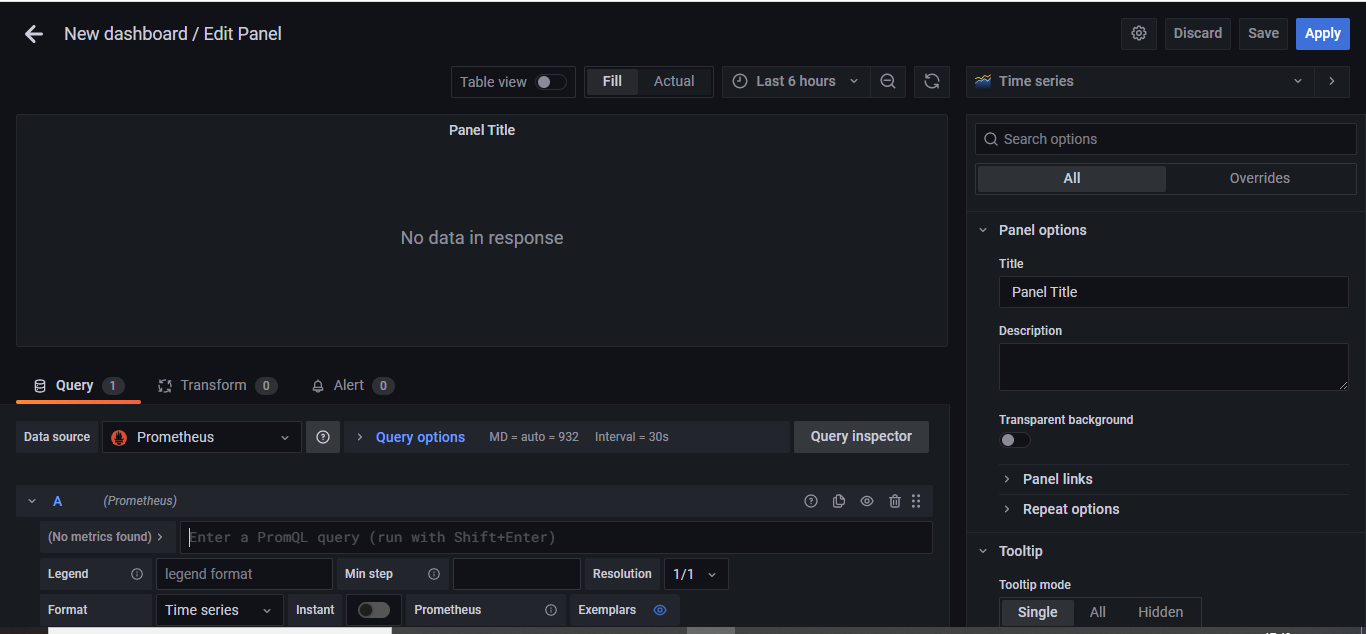 New dashboard / Edit Panel
Discard
Save
Apply
Table view
Fill
Actual
Last 6 hours
Time series
Panel Title
No data in response
Search options
All
Overrides
Panel options
Title
Panel Title
Description
Transparent background
Panel links
Repeat options
Tooltip
Tooltip mode
Single
All
Hidden
Query 1
Transform 0
Alert 0
Data source
Prometheus
Query options
MD = auto = 932
Interval = 30s
Query inspector
A
(Prometheus)
(No metrics found)
Enter a PromQL query (run with Shift+Enter)
Legend
legend format
Min step
Resolution
1/1
Format
Time series
Instant
Prometheus
Exemplars